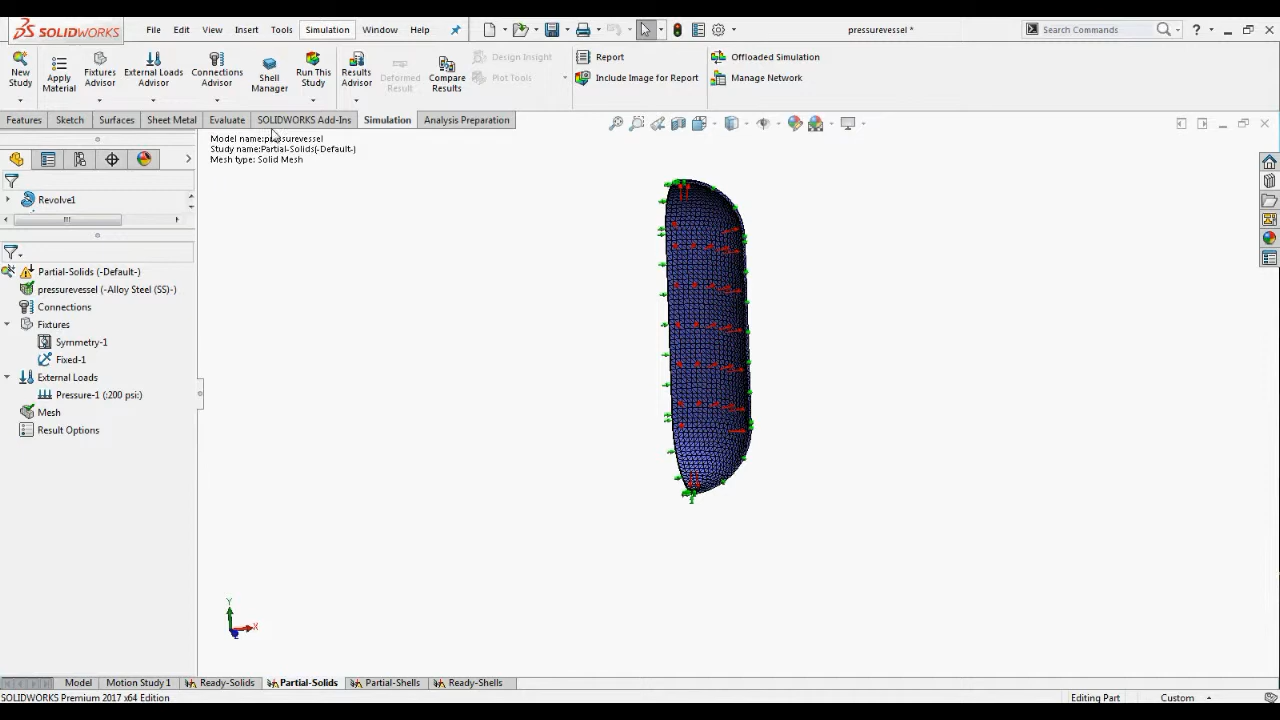 SOLIDWORKS File Edit View Insert Tools Simulation Window Help pressurevessel * Search Commands
New Study
Apply Material
Fixtures Advisor
External Loads Advisor
Connections Advisor
Shell Manager
Run This Study
Results Advisor
Deformed Result
Compare Results
Design Insight
Plot Tools
Report
Include Image for Report
Offloaded Simulation
Manage Network
Features Sketch Surfaces Sheet Metal Evaluate SOLIDWORKS Add-Ins Simulation Analysis Preparation
Model name:pressurevessel
Study name:Partial-Solids(-Default-)
Mesh type: Solid Mesh
Revolve1
Partial-Solids (-Default-)
pressurevessel (-Alloy Steel (SS)-)
Connections
Fixtures
Symmetry-1
Fixed-1
External Loads
Pressure-1 (:200 psi:)
Mesh
Result Options
Y
X
Z
Model Motion Study 1 Ready-Solids Partial-Solids Partial-Shells Ready-Shells
SOLIDWORKS Premium 2017 x64 Edition Editing Part Custom